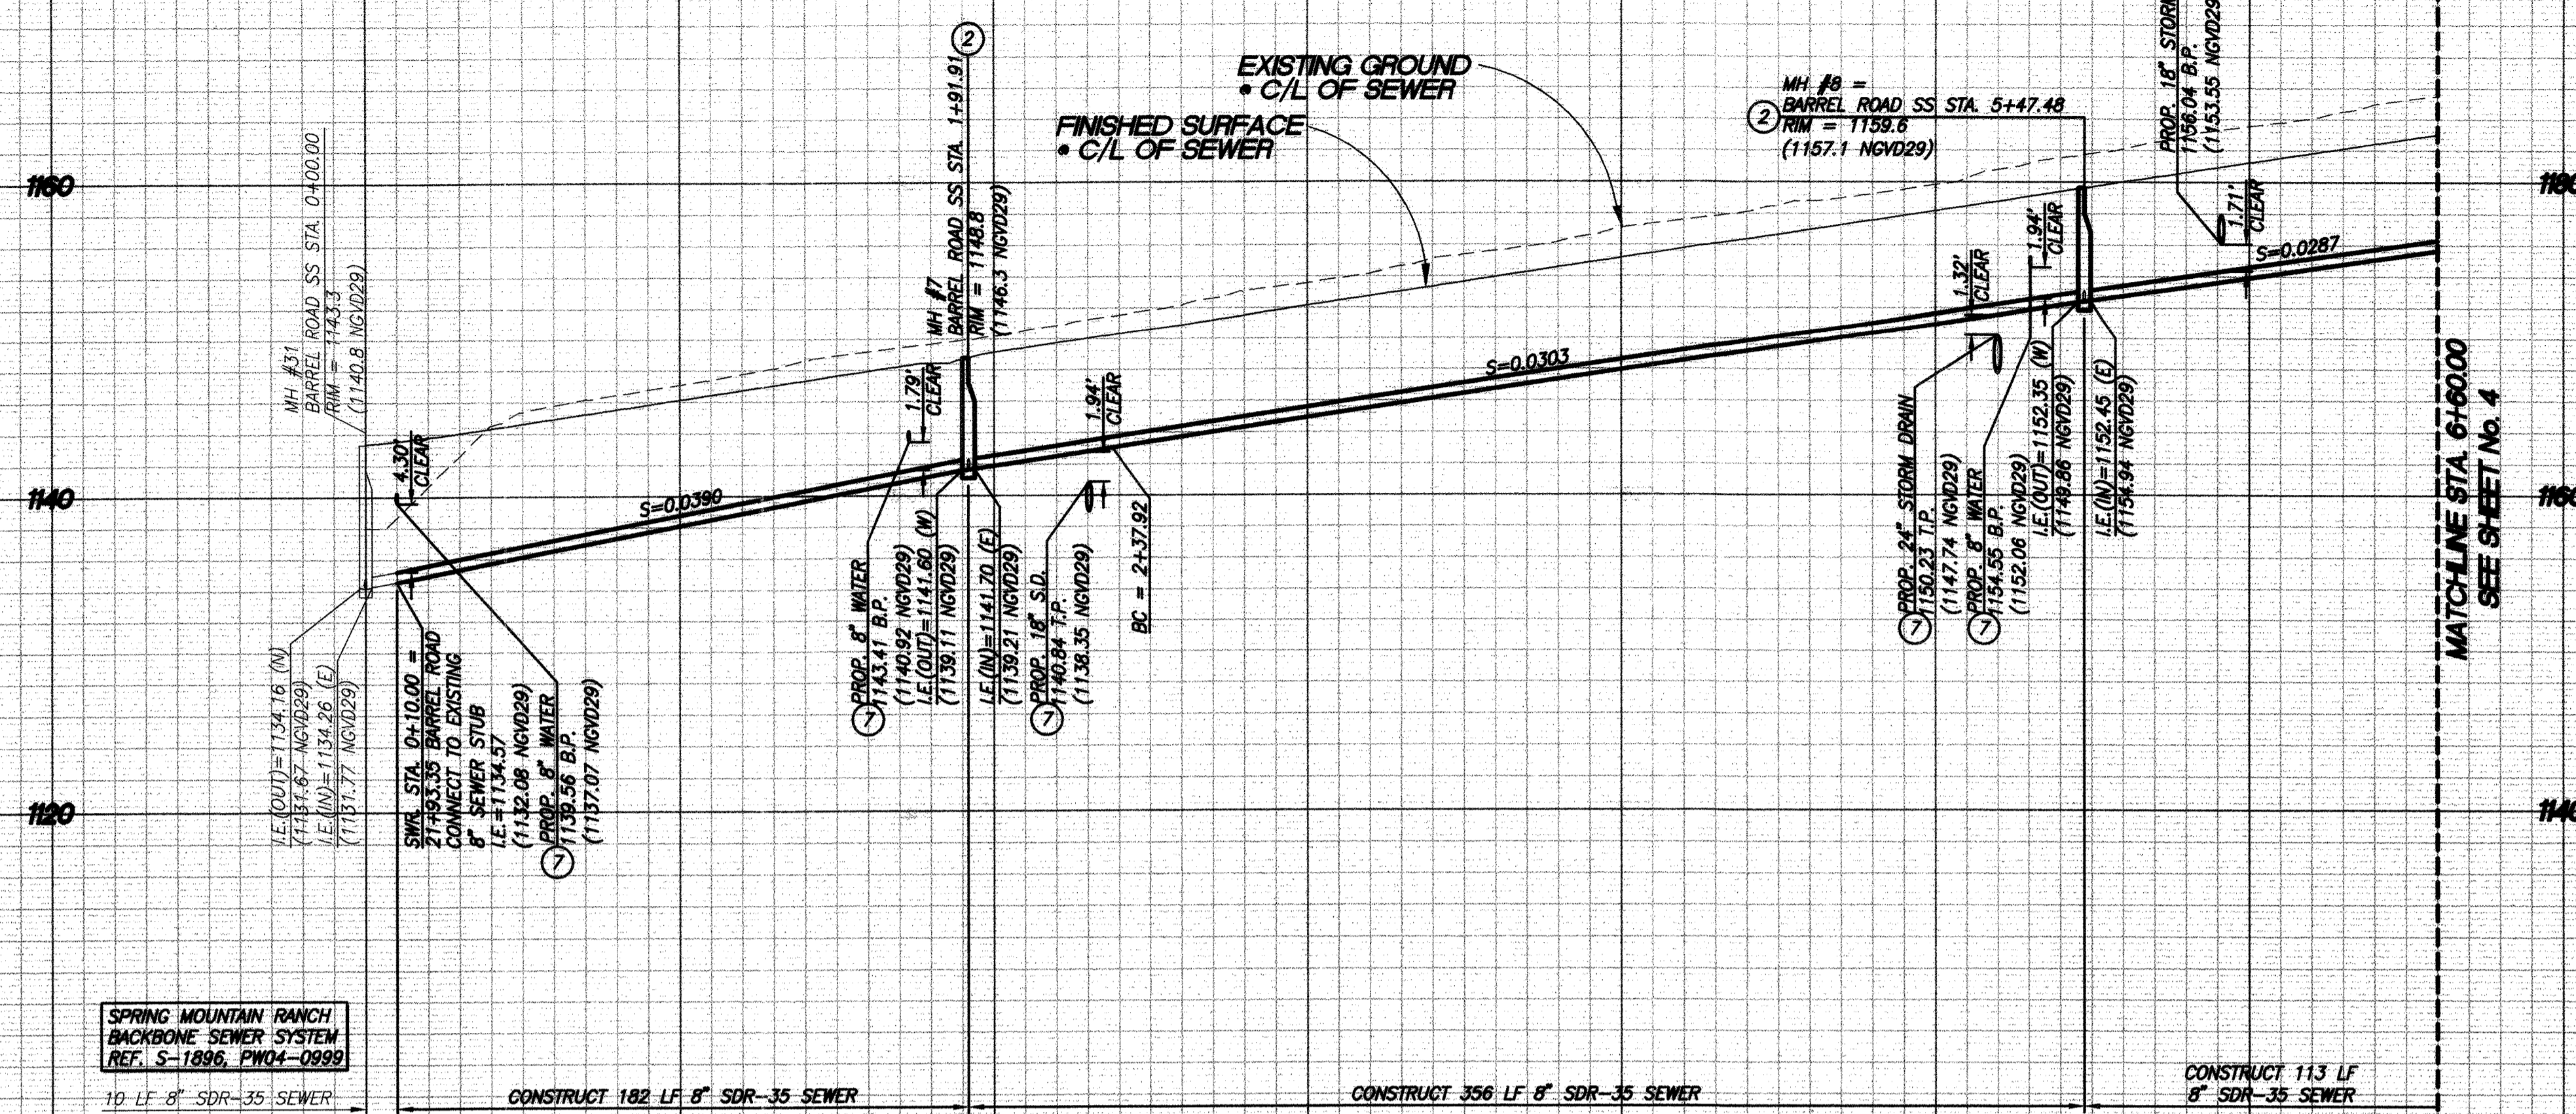 1160
1140
1120
MH #31
BARREL ROAD SS STA. 0+00.00
RIM = 1143.3
(1140.8 NGVD29)
4.30'
CLEAR
I.E.(OUT)=1134.16 (N)
(1131.67 NGVD29)
I.E.(IN)=1134.26 (E)
(1131.77 NGVD29)
SWR. STA. 0+10.00 =
21+93.35 BARREL ROAD
CONNECT TO EXISTING
8" SEWER STUB
I.E.=1134.57
(1132.08 NGVD29)
PROP. 8" WATER
1139.56 B.P.
(1137.07 NGVD29)
7
S=0.0390
2
MH #7
BARREL ROAD SS STA. 1+91.91
RIM = 1148.8
(1146.3 NGVD29)
1.79'
CLEAR
PROP. 8" WATER
1143.41 B.P.
(1140.92 NGVD29)
7
I.E.(OUT)=1141.60 (W)
(1139.11 NGVD29)
I.E.(IN)=1141.70 (E)
(1139.21 NGVD29)
PROP. 18" S.D.
1140.84 T.P.
(1138.35 NGVD29)
7
1.94'
CLEAR
BC = 2+37.92
EXISTING GROUND
• C/L OF SEWER
FINISHED SURFACE
• C/L OF SEWER
S=0.0303
2
MH #8 =
BARREL ROAD SS STA. 5+47.48
RIM = 1159.6
(1157.1 NGVD29)
1.32'
CLEAR
1.94'
CLEAR
PROP. 24" STORM DRAIN
1150.23 T.P.
(1147.74 NGVD29)
7
PROP. 8" WATER
1154.55 B.P.
(1152.06 NGVD29)
7
I.E.(OUT)=1152.35 (W)
(1149.86 NGVD29)
I.E.(IN)=1152.45 (E)
(1154.94 NGVD29)
PROP. 18" STORM
1156.04 B.P.
(1153.55 NGVD29
1.71'
CLEAR
S=0.0287
MATCHLINE STA. 6+60.00
SEE SHEET No. 4
1180
1160
1140
SPRING MOUNTAIN RANCH
BACKBONE SEWER SYSTEM
REF. S-1896, PW04-0999
10 LF 8" SDR-35 SEWER
CONSTRUCT 182 LF 8" SDR-35 SEWER
CONSTRUCT 356 LF 8" SDR-35 SEWER
CONSTRUCT 113 LF
8" SDR-35 SEWER